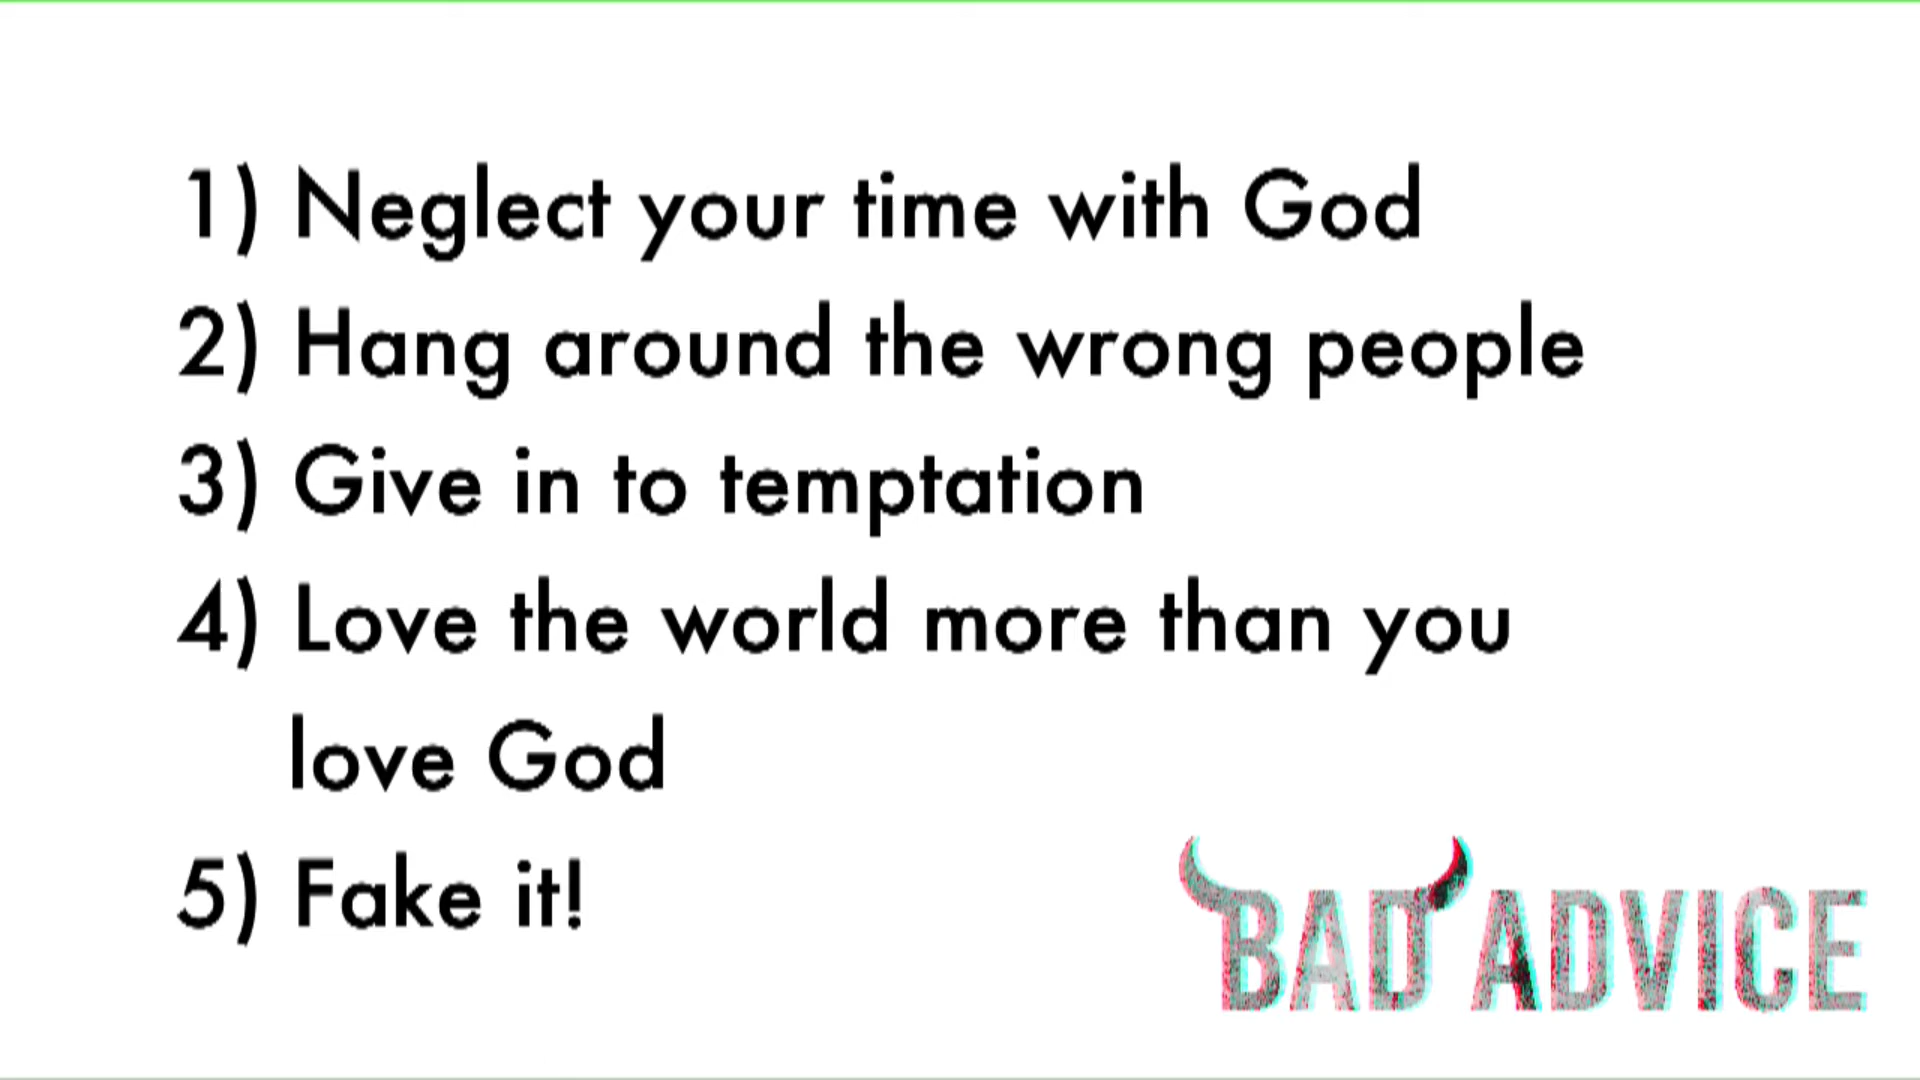 1) Neglect your time with God
2) Hang around the wrong people
3) Give in to temptation
4) Love the world more than you
love God
5) Fake it!
BAD ADVICE